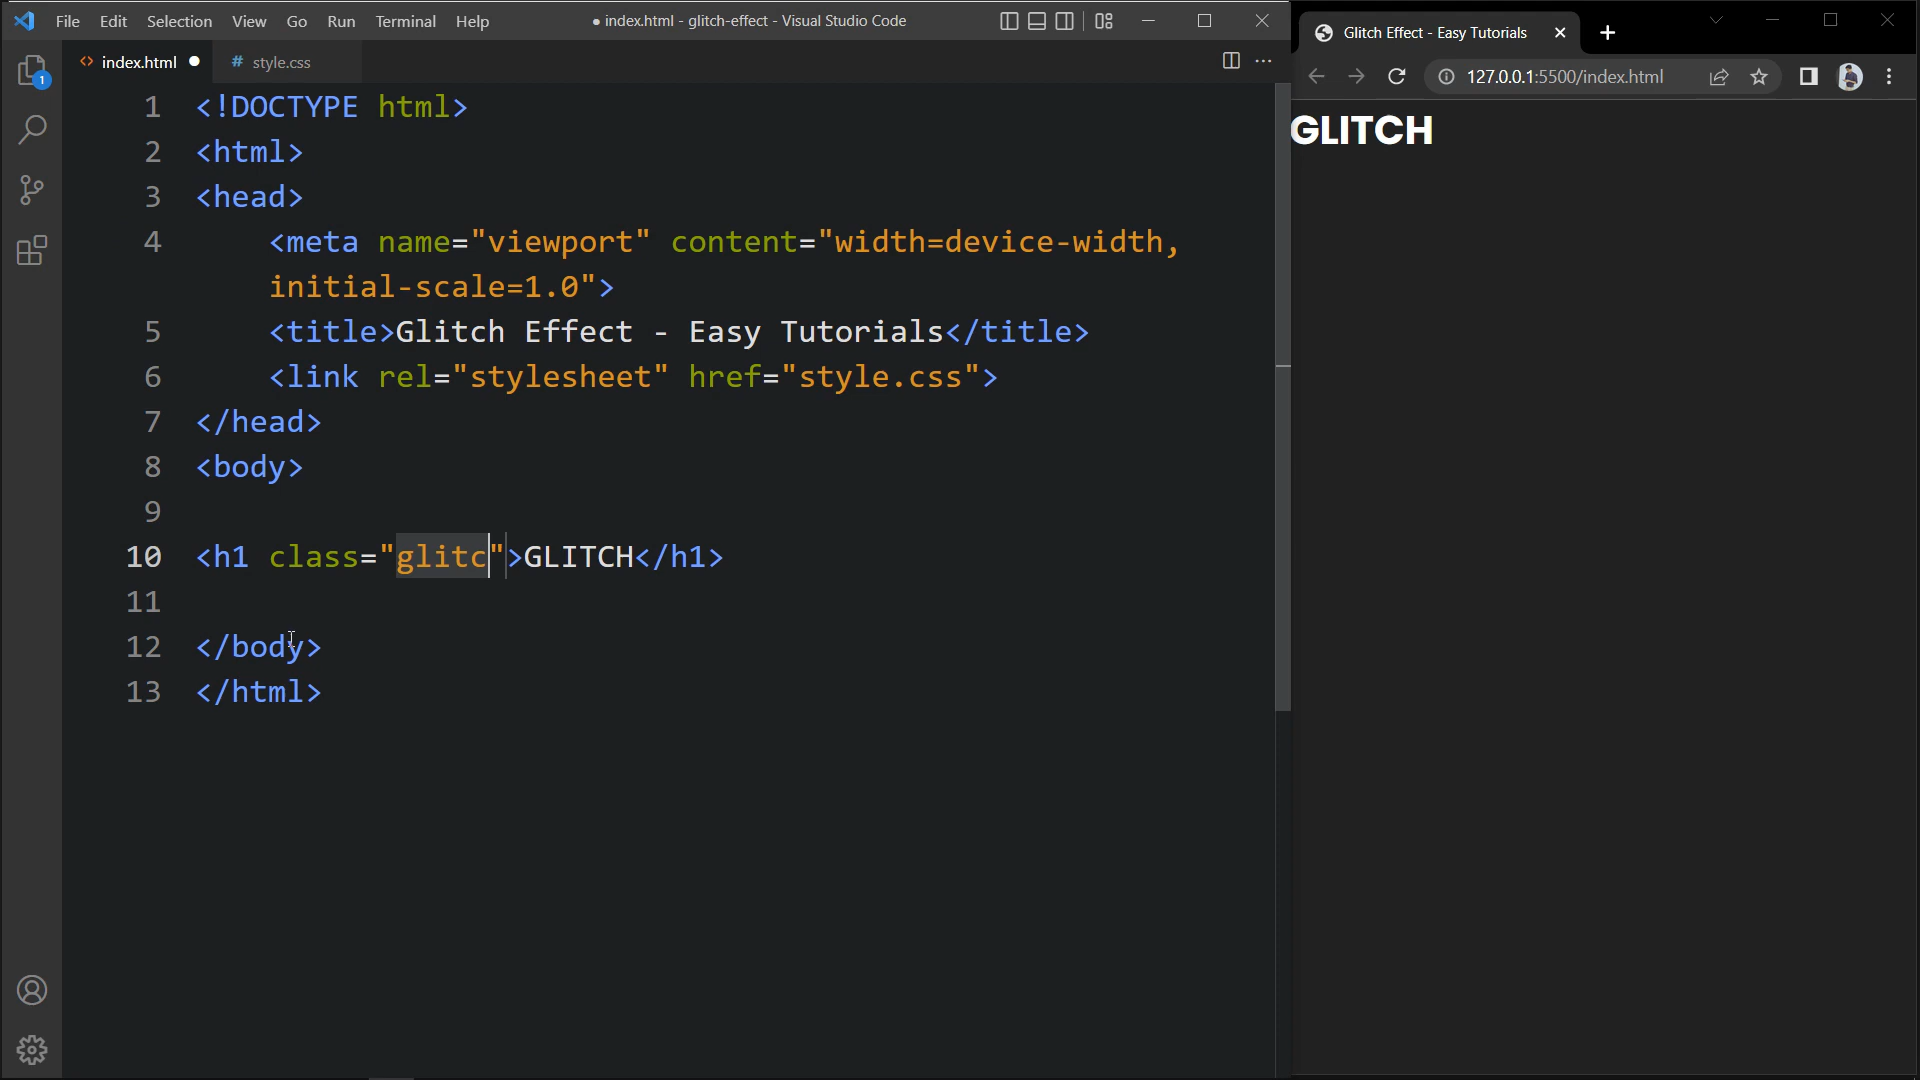 File Edit Selection View Go Run Terminal Help
● index.html - glitch-effect - Visual Studio Code
<> index.html ● # style.css
1
1 <!DOCTYPE html>
2 <html>
3 <head>
4 <meta name="viewport" content="width=device-width,
initial-scale=1.0">
5 <title>Glitch Effect - Easy Tutorials</title>
6 <link rel="stylesheet" href="style.css">
7 </head>
8 <body>
9
10 <h1 class="glitc">GLITCH</h1>
11
12 </body>
13 </html>
Glitch Effect - Easy Tutorials
127.0.0.1:5500/index.html
GLITCH